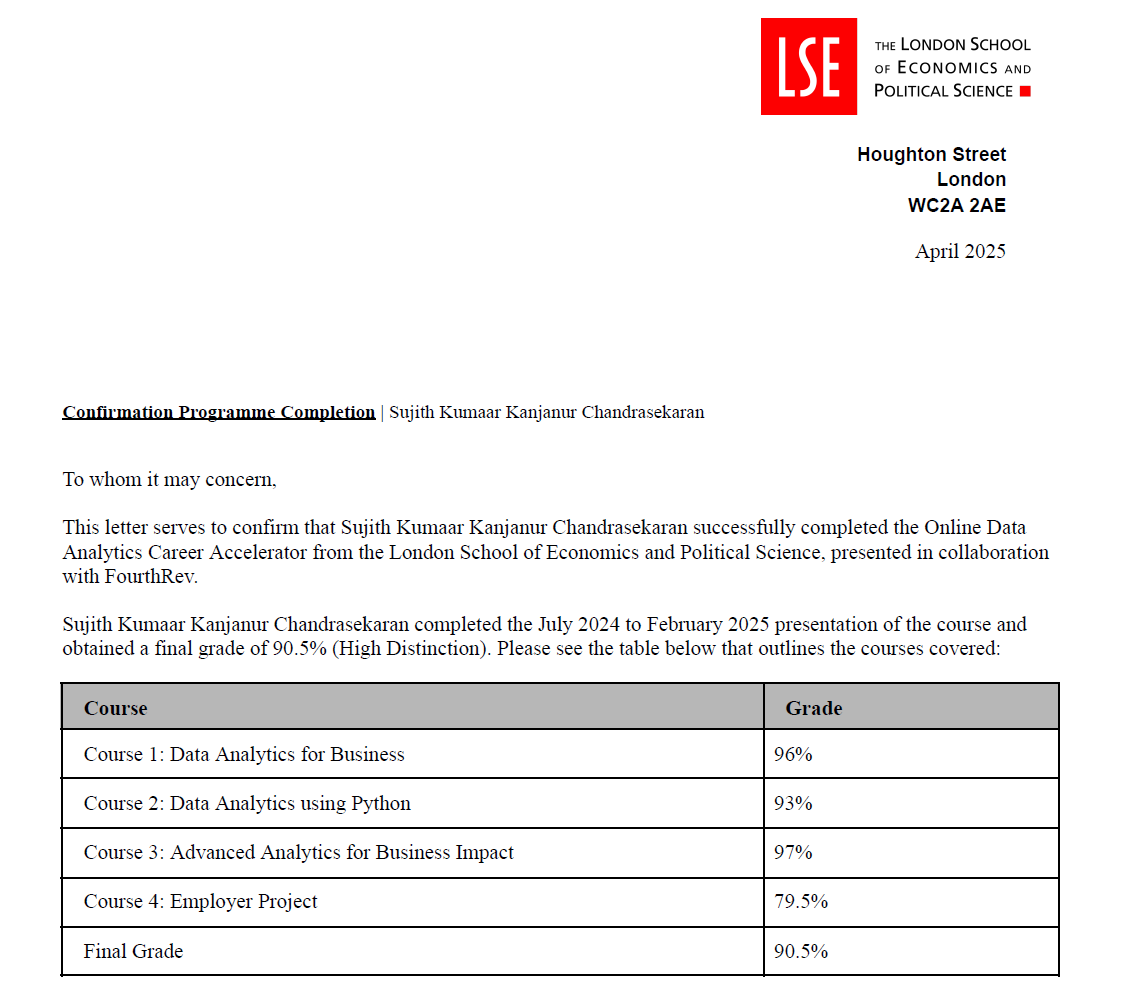 LSE
THE LONDON SCHOOL
OF ECONOMICS AND
POLITICAL SCIENCE
Houghton Street
London
WC2A 2AE
April 2025
Confirmation Programme Completion | Sujith Kumaar Kanjanur Chandrasekaran
To whom it may concern,
This letter serves to confirm that Sujith Kumaar Kanjanur Chandrasekaran successfully completed the Online Data
Analytics Career Accelerator from the London School of Economics and Political Science, presented in collaboration
with FourthRev.
Sujith Kumaar Kanjanur Chandrasekaran completed the July 2024 to February 2025 presentation of the course and
obtained a final grade of 90.5% (High Distinction). Please see the table below that outlines the courses covered:
Course Grade
Course 1: Data Analytics for Business 96%
Course 2: Data Analytics using Python 93%
Course 3: Advanced Analytics for Business Impact 97%
Course 4: Employer Project 79.5%
Final Grade 90.5%